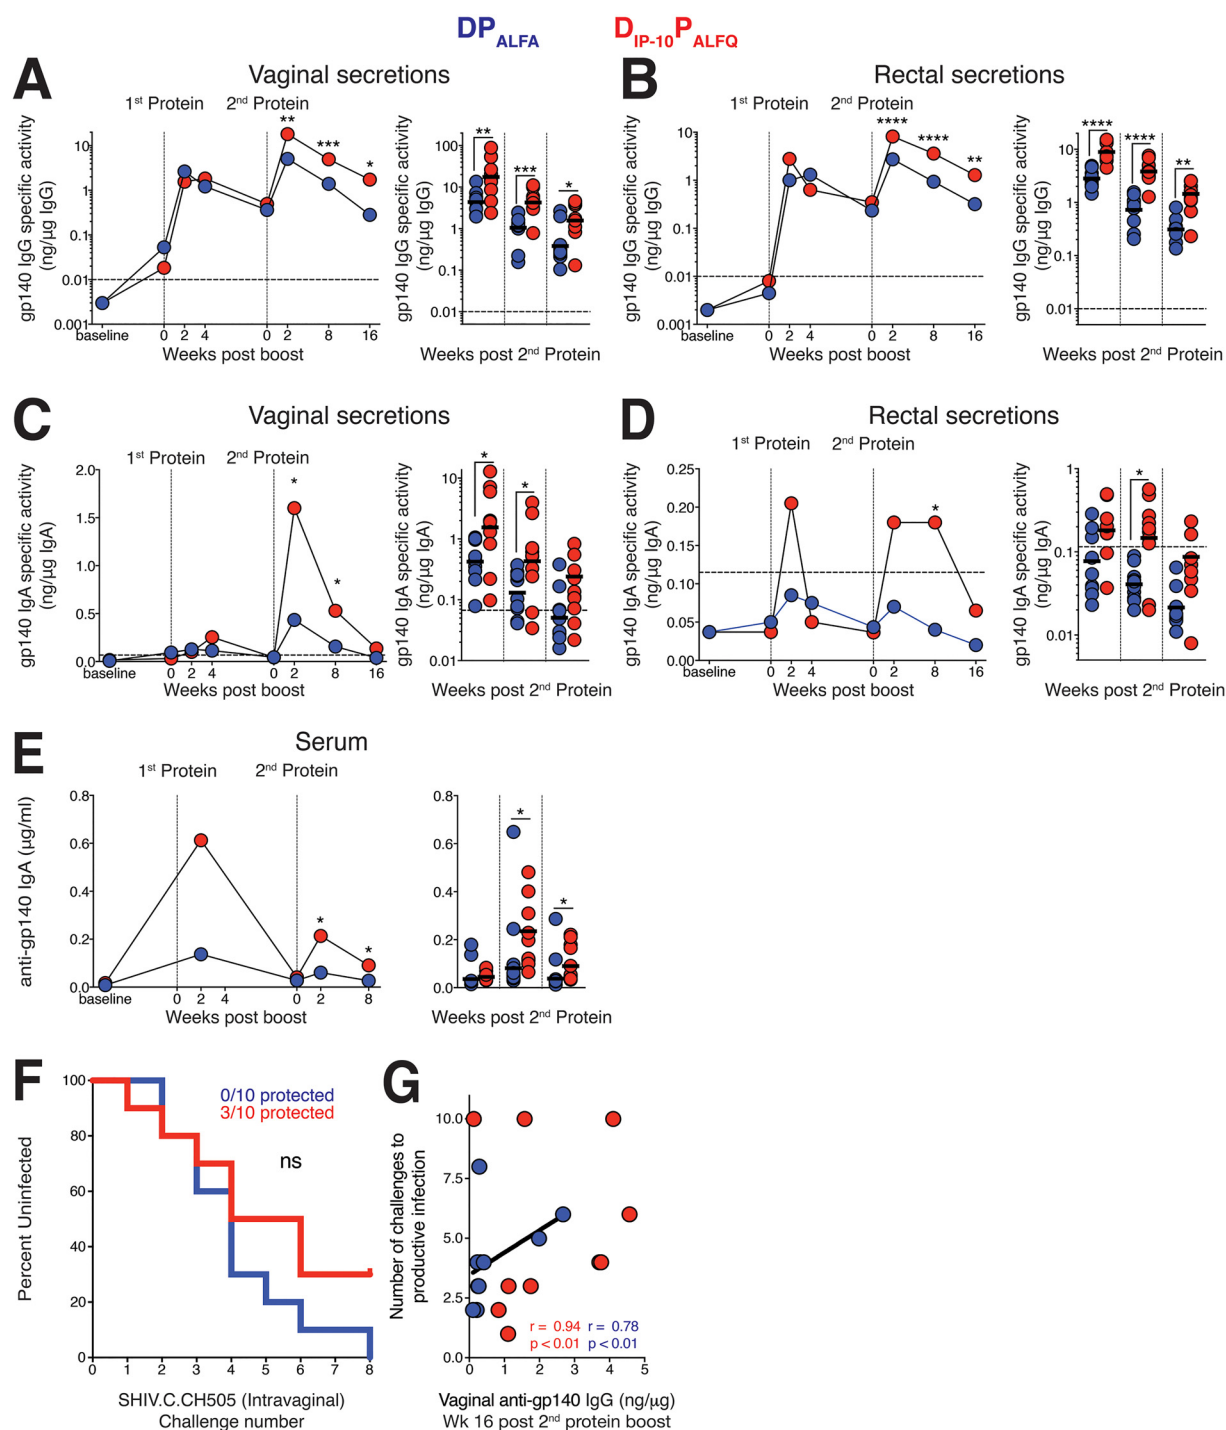 DP ALFA D IP-10 P ALFQ
A
Vaginal secretions
1st Protein 2nd Protein
gp140 IgG specific activity
(ng/µg IgG)
10
1
0.1
0.01
0.001
** *** *
baseline 0 2 4 0 2 8 16
Weeks post boost
gp140 IgG specific activity
(ng/µg IgG)
100
10
1
0.1
0.01
** *** *
Weeks post 2nd Protein
B
Rectal secretions
1st Protein 2nd Protein
gp140 IgG specific activity
(ng/µg IgG)
10
1
0.1
0.01
0.001
**** **** **
baseline 0 2 4 0 2 8 16
Weeks post boost
gp140 IgG specific activity
(ng/µg IgG)
10
1
0.1
0.01
**** **** **
Weeks post 2nd Protein
C
Vaginal secretions
1st Protein 2nd Protein
gp140 IgA specific activity
(ng/µg IgA)
2.0
1.5
1.0
0.5
0.0
* *
baseline 0 2 4 0 2 8 16
Weeks post boost
gp140 IgA specific activity
(ng/µg IgA)
10
1
0.1
0.01
* *
Weeks post 2nd Protein
D
Rectal secretions
1st Protein 2nd Protein
gp140 IgA specific activity
(ng/µg IgA)
0.25
0.20
0.15
0.10
0.05
0.00
*
baseline 0 2 4 0 2 8 16
Weeks post boost
gp140 IgA specific activity
(ng/µg IgA)
1
0.1
0.01
*
Weeks post 2nd Protein
E
Serum
1st Protein 2nd Protein
anti-gp140 IgA (µg/ml)
0.8
0.6
0.4
0.2
0.0
* *
baseline 0 2 4 0 2 8
Weeks post boost
0.8
0.6
0.4
0.2
0.0
* *
Weeks post 2nd Protein
F
Percent Uninfected
100
80
60
40
20
0
0/10 protected
3/10 protected
ns
0 1 2 3 4 5 6 7 8
SHIV.C.CH505 (Intravaginal)
Challenge number
G
Number of challenges to
productive infection
10.0
7.5
5.0
2.5
0.0
r = 0.94 r = 0.78
p < 0.01 p < 0.01
0 1 2 3 4 5
Vaginal anti-gp140 IgG (ng/µg)
Wk 16 post 2nd protein boost